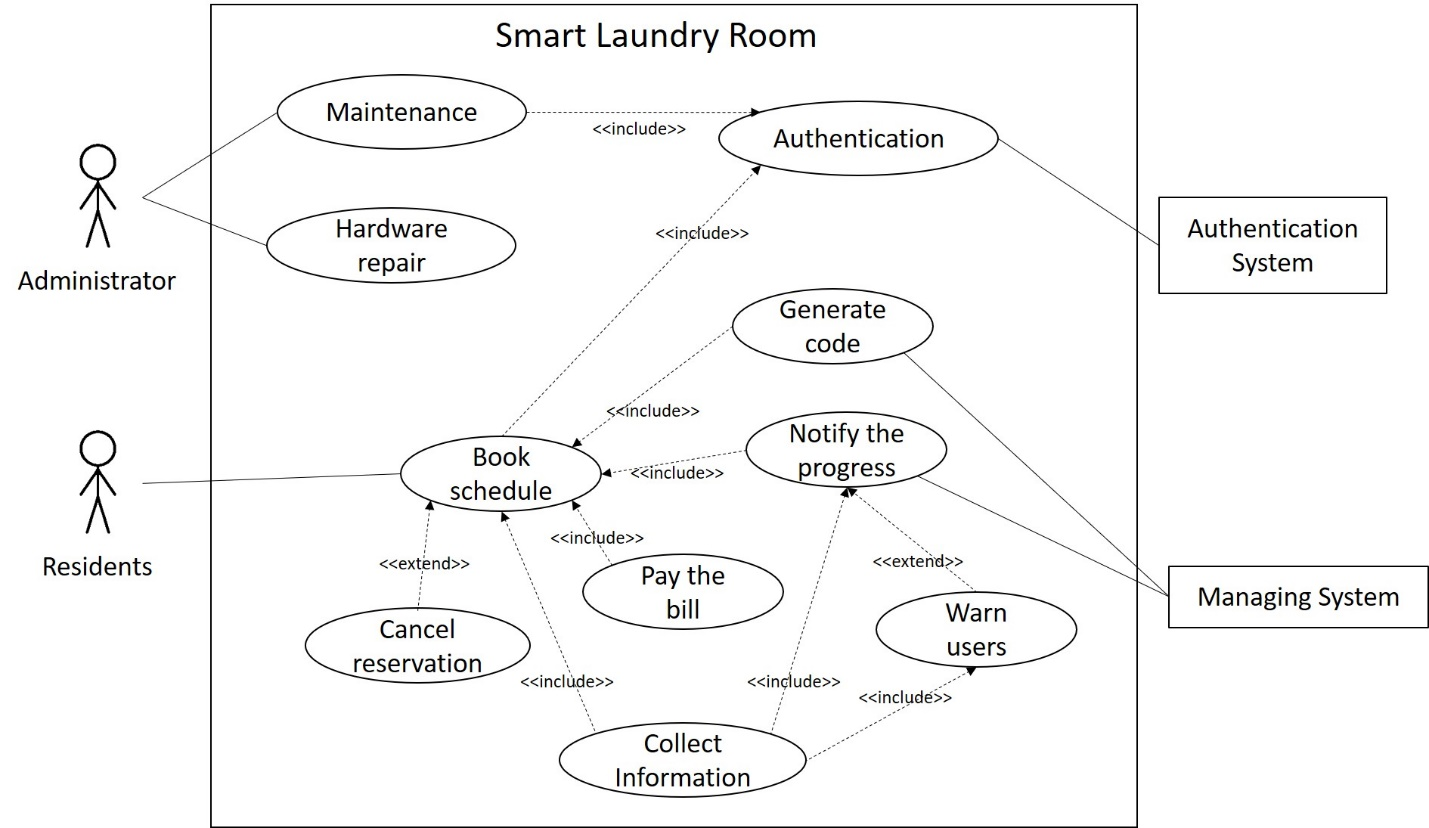 Smart Laundry Room
Maintenance
<<include>>
Authentication
Administrator
Hardware
repair
<<include>>
Authentication
System
Generate
code
<<include>>
Residents
Book
schedule
Notify the
progress
<<include>>
<<extend>>
<<include>>
Pay the
bill
<<extend>>
Managing System
Cancel
reservation
Warn
users
<<include>>
<<include>>
<<include>>
Collect
Information